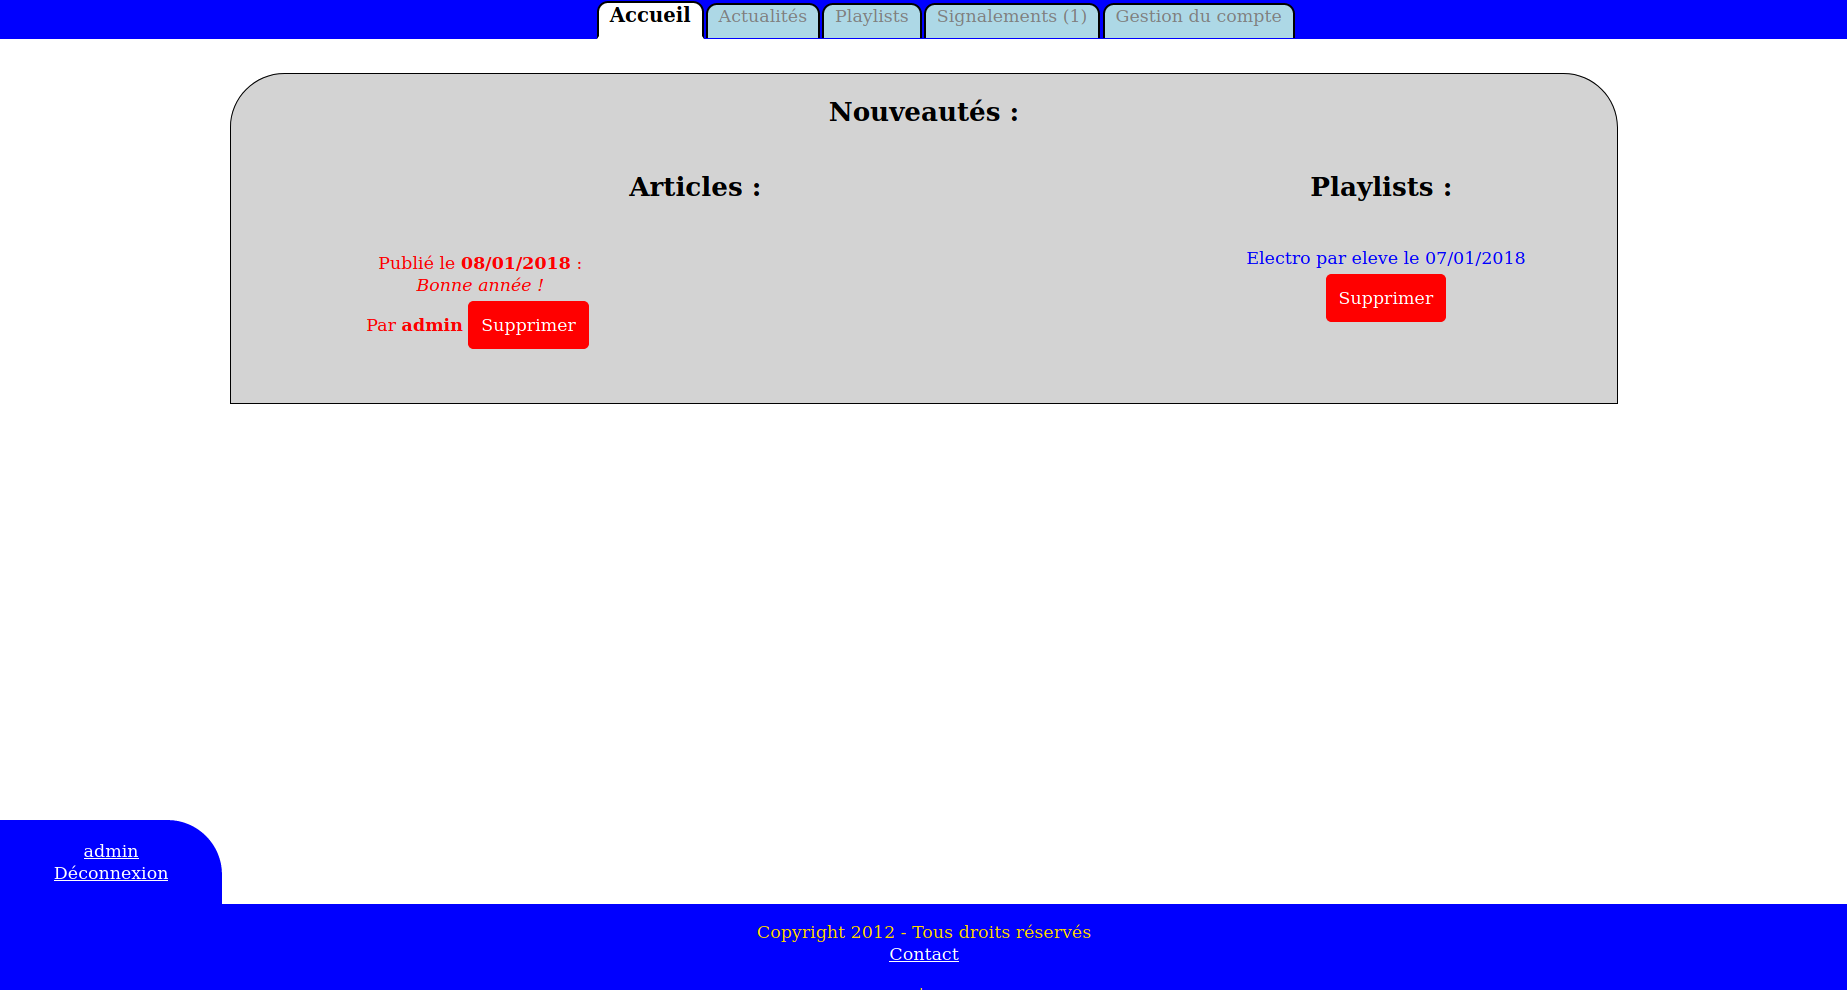 Accueil Actualités Playlists Signalements (1) Gestion du compte
Nouveautés :
Articles :
Publié le 08/01/2018 :
Bonne année !
Par admin Supprimer
Playlists :
Electro par eleve le 07/01/2018
Supprimer
admin
Déconnexion
Copyright 2012 - Tous droits réservés
Contact